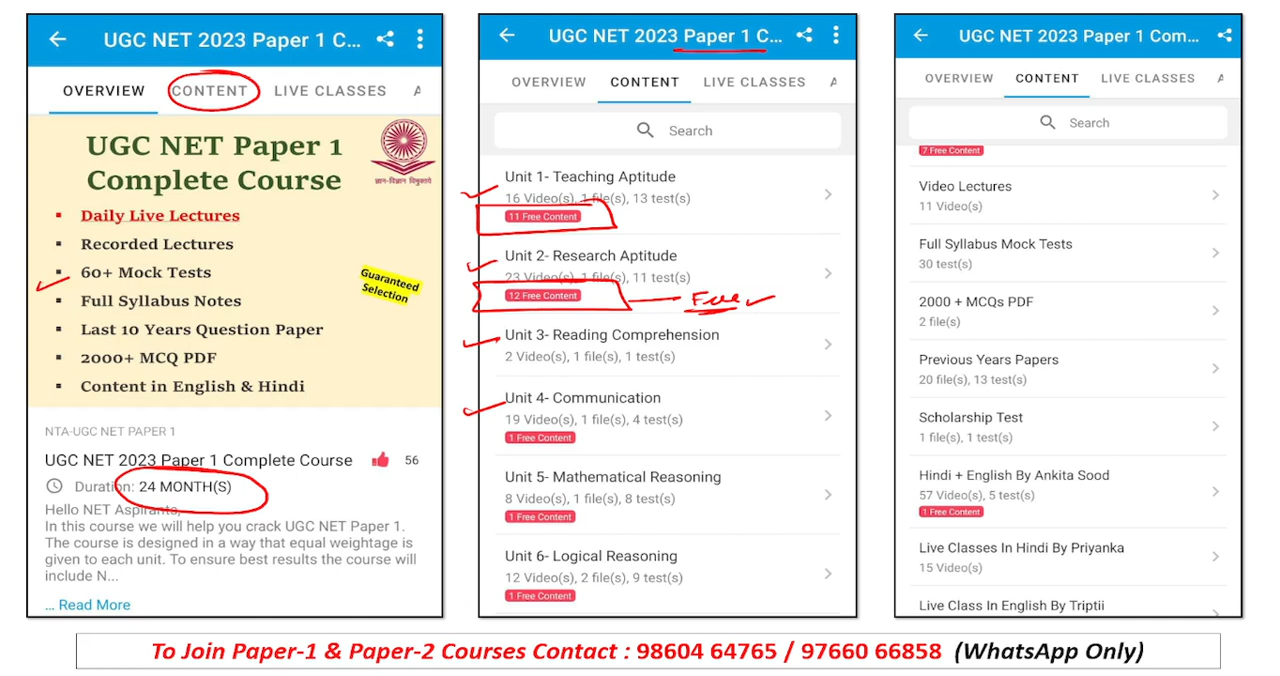 UGC NET 2023 Paper 1 C...
OVERVIEW CONTENT LIVE CLASSES A
UGC NET Paper 1
Complete Course
Daily Live Lectures
Recorded Lectures
60+ Mock Tests
Full Syllabus Notes
Last 10 Years Question Paper
2000+ MCQ PDF
Content in English & Hindi
ज्ञान-विज्ञान विमुक्तये
Guaranteed
Selection
NTA-UGC NET PAPER 1
UGC NET 2023 Paper 1 Complete Course 56
Duration: 24 MONTH(S)
Hello NET Aspirants,
In this course we will help you crack UGC NET Paper 1.
The course is designed in a way that equal weightage is
given to each unit. To ensure best results the course will
include N...
... Read More
UGC NET 2023 Paper 1 C...
OVERVIEW CONTENT LIVE CLASSES A
Search
Unit 1- Teaching Aptitude
16 Video(s), 1 file(s), 13 test(s)
11 Free Content
Unit 2- Research Aptitude
23 Video(s), 1 file(s), 11 test(s)
12 Free Content
Free
Unit 3- Reading Comprehension
2 Video(s), 1 file(s), 1 test(s)
Unit 4- Communication
19 Video(s), 1 file(s), 4 test(s)
1 Free Content
Unit 5- Mathematical Reasoning
8 Video(s), 1 file(s), 8 test(s)
1 Free Content
Unit 6- Logical Reasoning
12 Video(s), 2 file(s), 9 test(s)
1 Free Content
UGC NET 2023 Paper 1 Com...
OVERVIEW CONTENT LIVE CLASSES A
Search
7 Free Content
Video Lectures
11 Video(s)
Full Syllabus Mock Tests
30 test(s)
2000 + MCQs PDF
2 file(s)
Previous Years Papers
20 file(s), 13 test(s)
Scholarship Test
1 file(s), 1 test(s)
Hindi + English By Ankita Sood
57 Video(s), 5 test(s)
1 Free Content
Live Classes In Hindi By Priyanka
15 Video(s)
Live Class In English By Triptii
To Join Paper-1 & Paper-2 Courses Contact : 98604 64765 / 97660 66858 (WhatsApp Only)